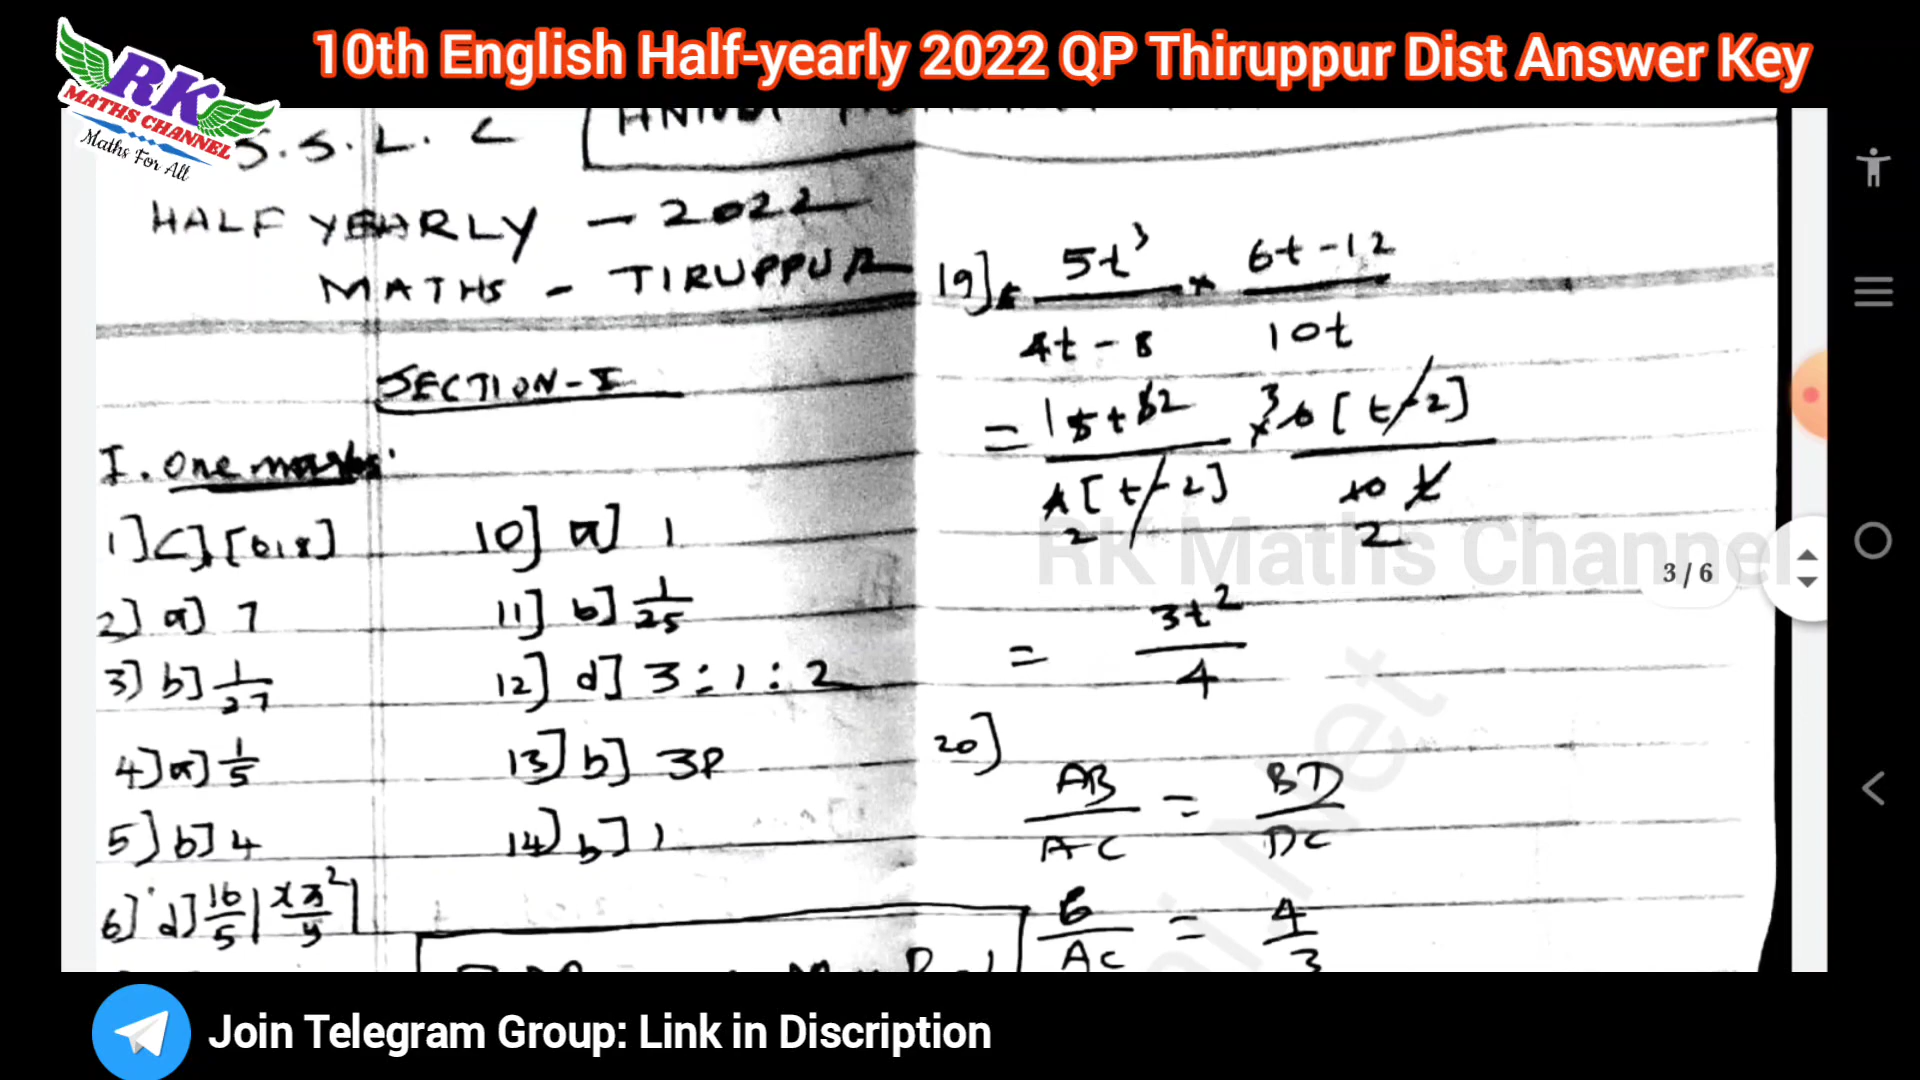 10th English Half-yearly 2022 QP Thiruppur Dist Answer Key
RK
MATHS CHANNEL
Maths For All
S.S.L.C
HALF YEARLY - 2022
MATHS - TIRUPPUR
SECTION-I
I. One marks:
1] C] [0,8]
2] a] 7
3] b] 1/27
4] a] 1/5
5] b] 4
6] d] 16/5
10] a] 1
11] b] 1/25
12] d] 3:1:2
13] b] 3P
14] b] 1
19] 5t³/4t-8 × 6t-12/10t
= 3t²/4
20]
AB/AC = BD/DC
6/AC = 4/3
RK Maths Channel
3/6
Join Telegram Group: Link in Discription